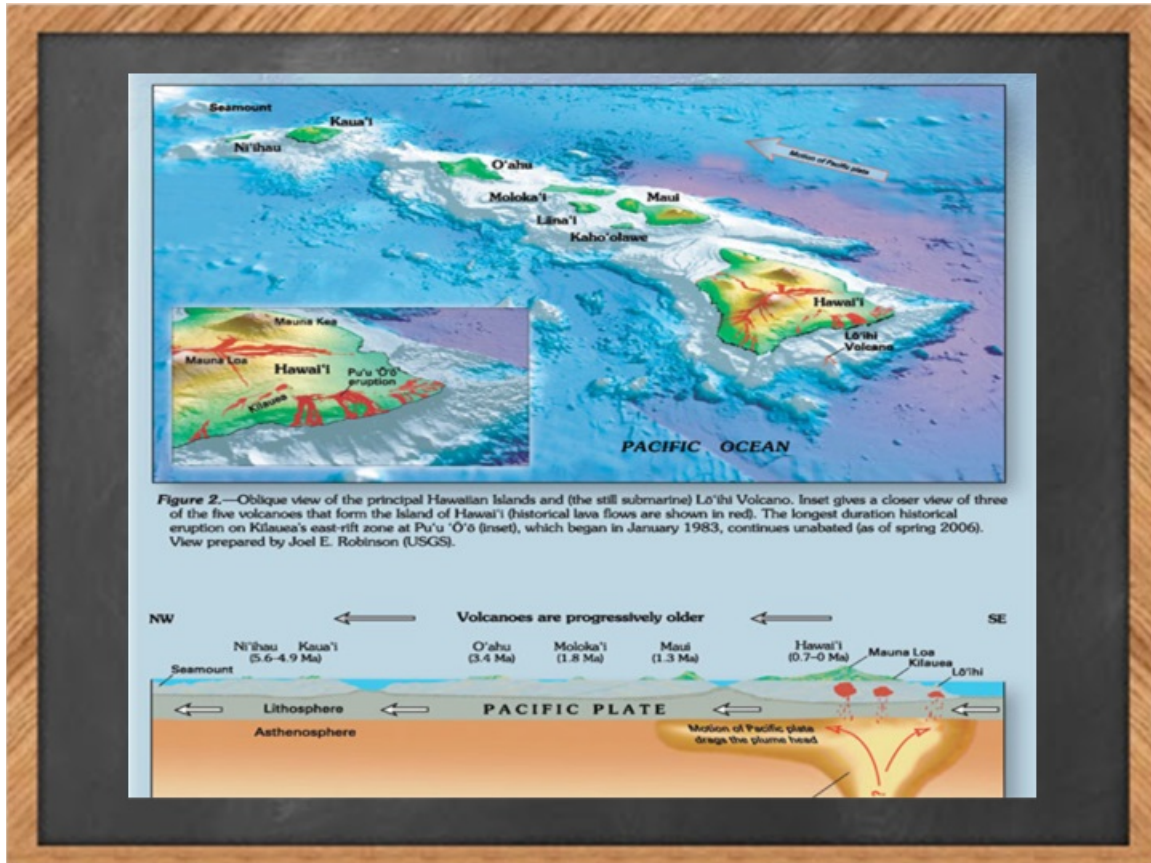 Seamount
Kaua'i
Ni'ihau
O'ahu
Motion of Pacific plate
Moloka'i
Maui
Lāna'i
Kaho'olawe
Hawai'i
Lō'ihi
Volcano
Mauna Kea
Mauna Loa
Hawai'i
Pu'u 'Ō'ō
eruption
Kīlauea
PACIFIC OCEAN
Figure 2.—Oblique view of the principal Hawaiian Islands and (the still submarine) Lō'ihi Volcano. Inset gives a closer view of three
of the five volcanoes that form the Island of Hawai'i (historical lava flows are shown in red). The longest duration historical
eruption on Kīlauea's east-rift zone at Pu'u 'Ō'ō (inset), which began in January 1983, continues unabated (as of spring 2006).
View prepared by Joel E. Robinson (USGS).
NW
Volcanoes are progressively older
SE
Ni'ihau Kaua'i
(5.6–4.9 Ma)
O'ahu
(3.4 Ma)
Moloka'i
(1.8 Ma)
Maui
(1.3 Ma)
Hawai'i
(0.7–0 Ma)
Mauna Loa
Kilauea
Lō'ihi
Seamount
Lithosphere
PACIFIC PLATE
Asthenosphere
Motion of Pacific plate
drags the plume head
?